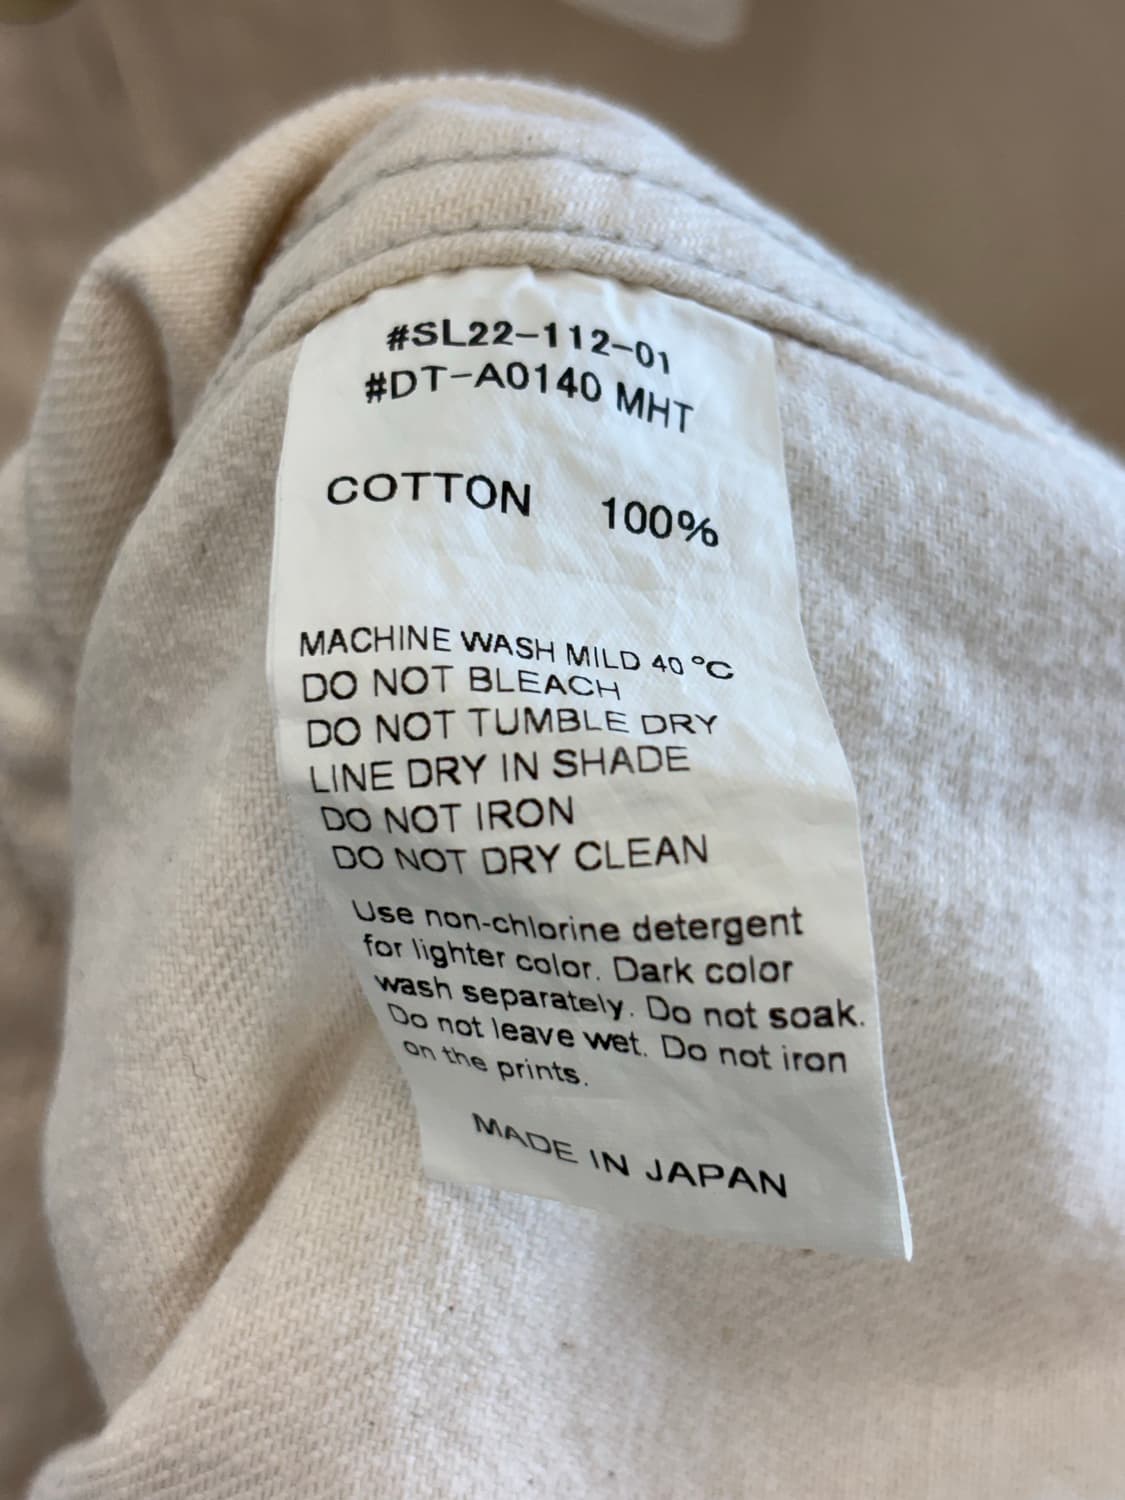 #SL22-112-01
#DT-A0140 MHT
COTTON 100%
MACHINE WASH MILD 40 °C
DO NOT BLEACH
DO NOT TUMBLE DRY
LINE DRY IN SHADE
DO NOT IRON
DO NOT DRY CLEAN
Use non-chlorine detergent
for lighter color. Dark color
wash separately. Do not soak.
Do not leave wet. Do not iron
on the prints.
MADE IN JAPAN